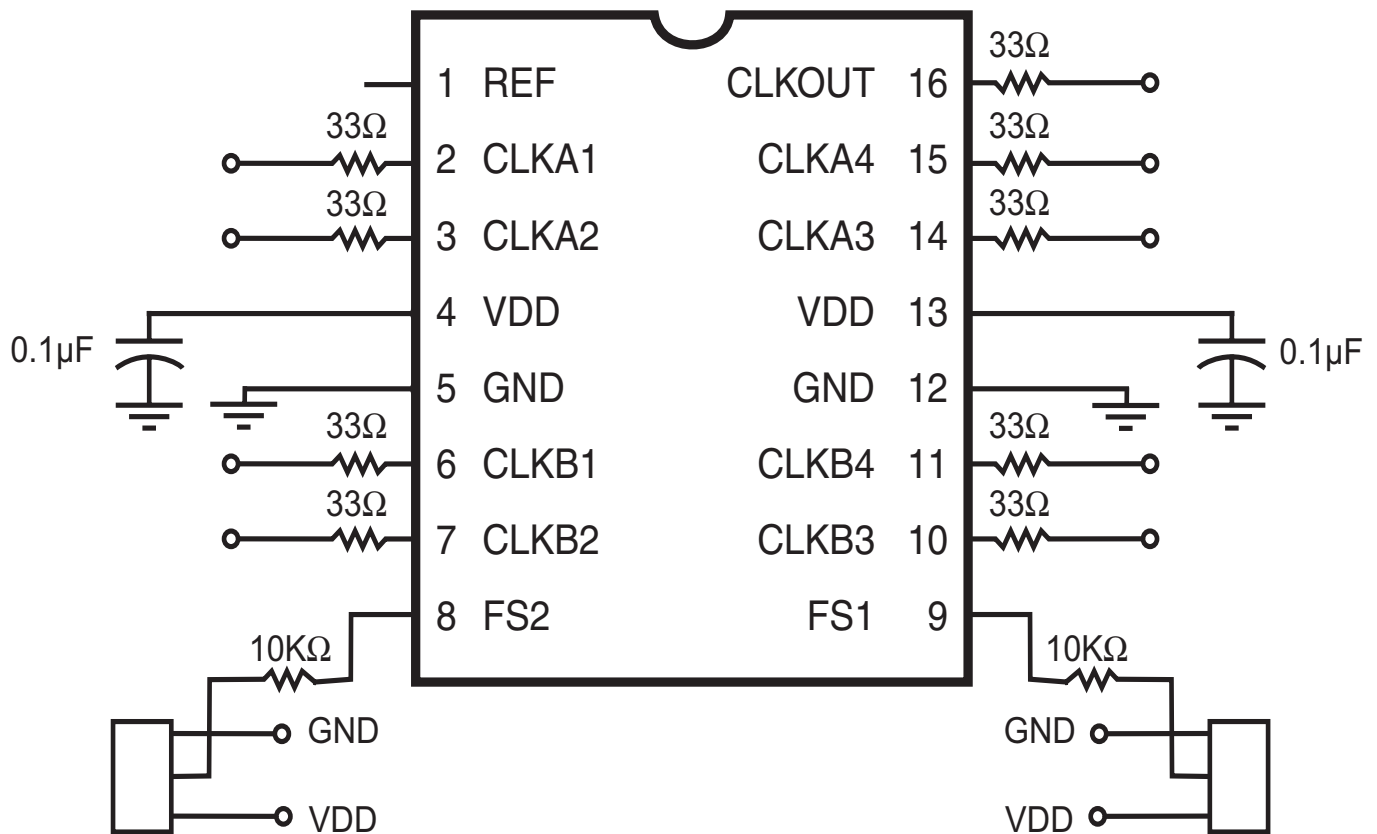 33Ω
1 REF CLKOUT 16
33Ω 33Ω
2 CLKA1 CLKA4 15
33Ω 33Ω
3 CLKA2 CLKA3 14
4 VDD VDD 13
0.1µF 0.1µF
5 GND GND 12
33Ω 33Ω
6 CLKB1 CLKB4 11
33Ω 33Ω
7 CLKB2 CLKB3 10
8 FS2 FS1 9
10KΩ 10KΩ
GND GND
VDD VDD